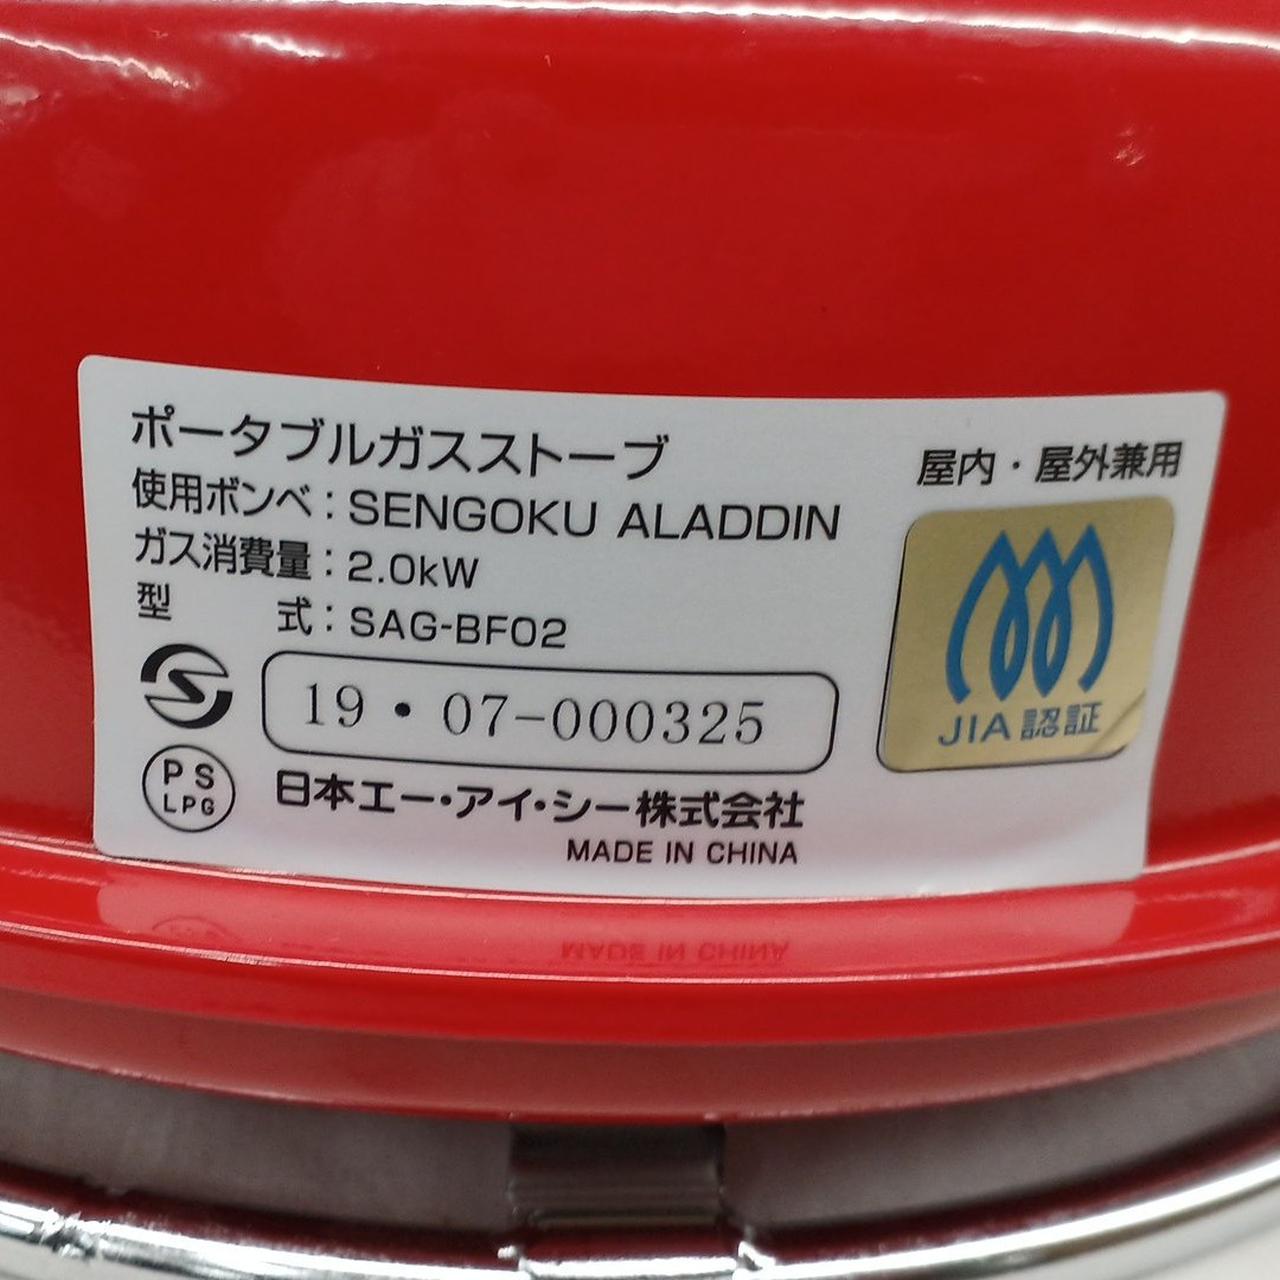 ポータブルガスストーブ
使用ボンベ：SENGOKU ALADDIN
ガス消費量：2.0kW
型　　式：SAG-BF02
19・07-000325
PS
LPG
日本エー・アイ・シー株式会社
MADE IN CHINA
屋内・屋外兼用
JIA認証
MADE IN CHINA